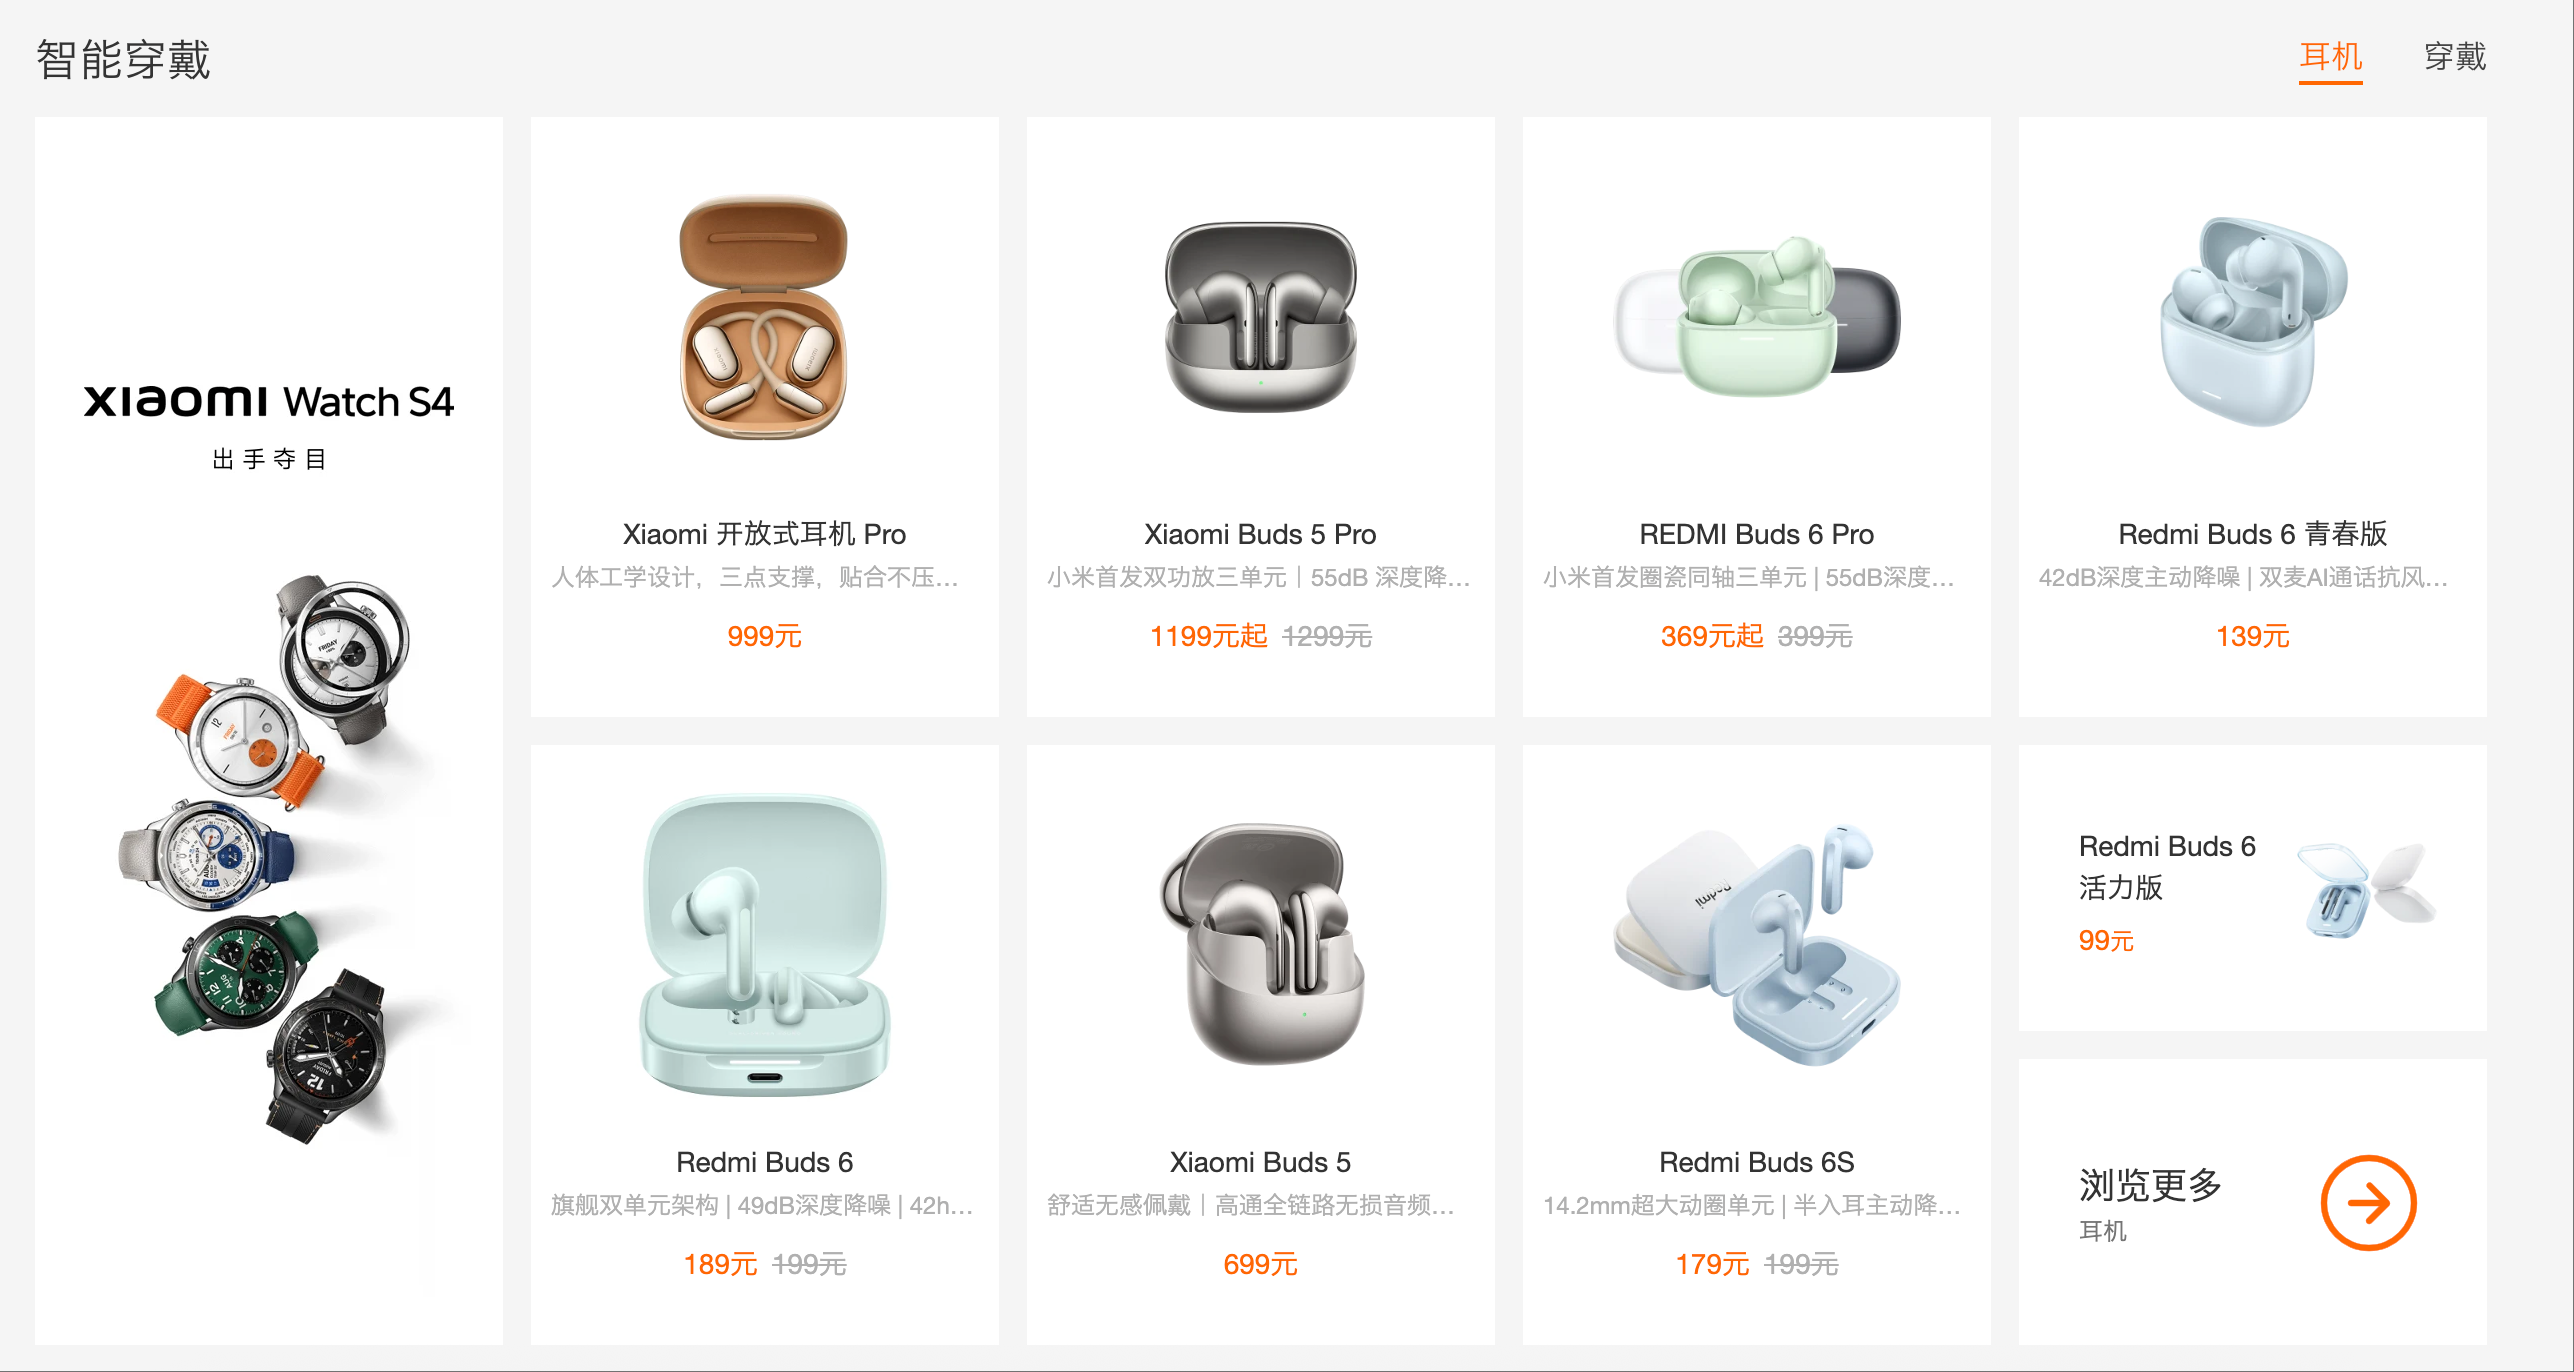 智能穿戴
耳机
穿戴
xiaomi Watch S4
出手夺目
Xiaomi 开放式耳机 Pro
人体工学设计，三点支撑，贴合不压…
999元
Xiaomi Buds 5 Pro
小米首发双功放三单元｜55dB 深度降…
1199元起 1299元
REDMI Buds 6 Pro
小米首发圈瓷同轴三单元 | 55dB深度…
369元起 399元
Redmi Buds 6 青春版
42dB深度主动降噪 | 双麦AI通话抗风…
139元
Redmi Buds 6
旗舰双单元架构 | 49dB深度降噪 | 42h…
189元 199元
Xiaomi Buds 5
舒适无感佩戴｜高通全链路无损音频…
699元
Redmi
Redmi Buds 6S
14.2mm超大动圈单元 | 半入耳主动降…
179元 199元
Redmi Buds 6
活力版
99元
浏览更多
耳机